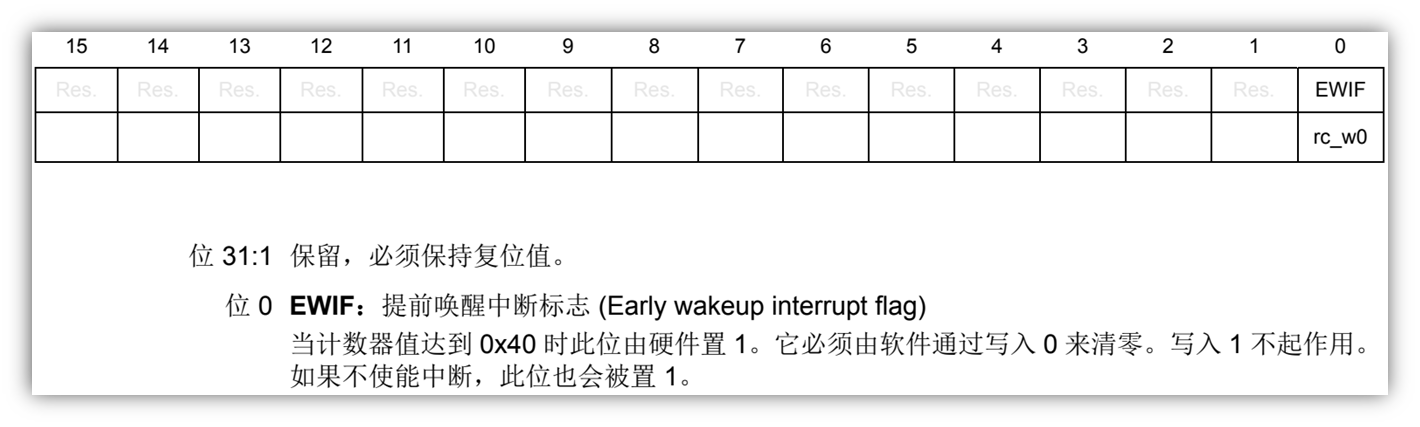 15 14 13 12 11 10 9 8 7 6 5 4 3 2 1 0
Res. Res. Res. Res. Res. Res. Res. Res. Res. Res. Res. Res. Res. Res. Res. EWIF
rc_w0
位 31:1 保留，必须保持复位值。
位 0 EWIF：提前唤醒中断标志 (Early wakeup interrupt flag)
当计数器值达到 0x40 时此位由硬件置 1。它必须由软件通过写入 0 来清零。写入 1 不起作用。
如果不使能中断，此位也会被置 1。